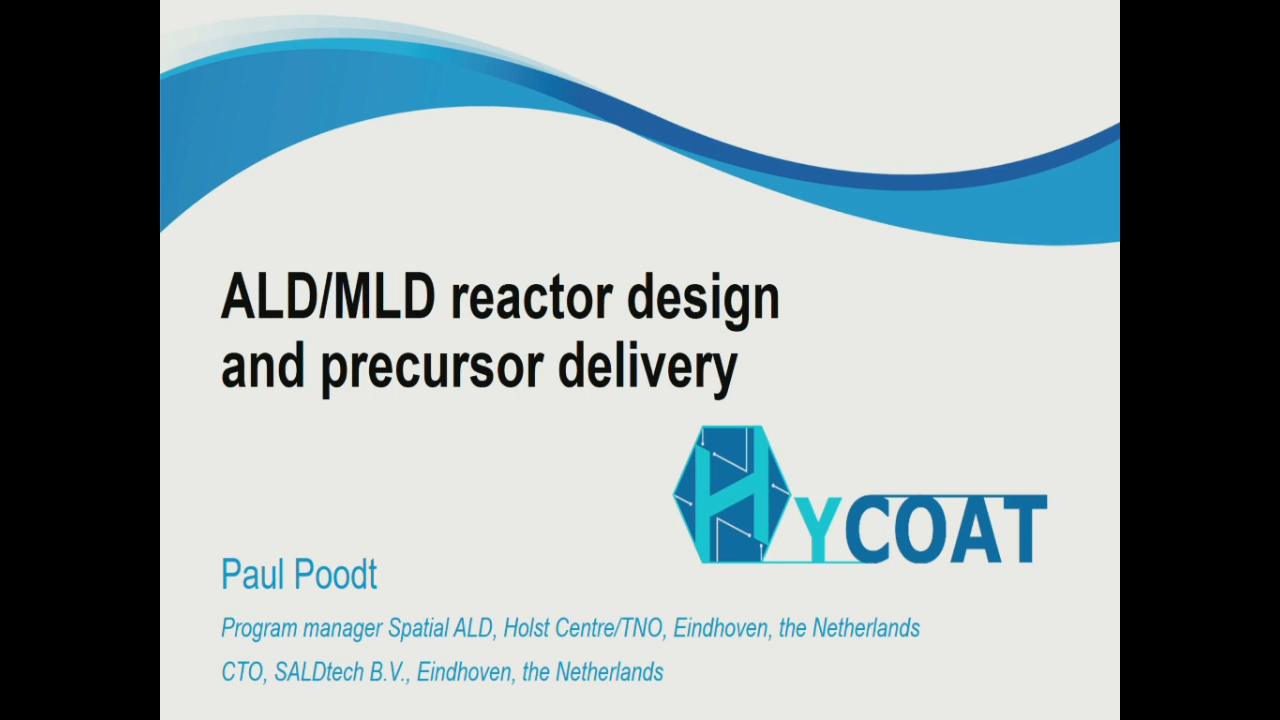 ALD/MLD reactor design
and precursor delivery
HYCOAT
Paul Poodt
Program manager Spatial ALD, Holst Centre/TNO, Eindhoven, the Netherlands
CTO, SALDtech B.V., Eindhoven, the Netherlands